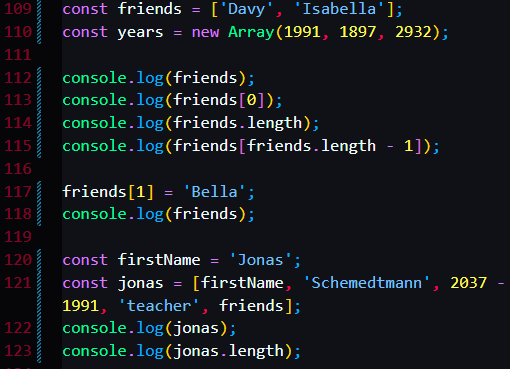 109 const friends = ['Davy', 'Isabella'];
110 const years = new Array(1991, 1897, 2932);
111
112 console.log(friends);
113 console.log(friends[0]);
114 console.log(friends.length);
115 console.log(friends[friends.length - 1]);
116
117 friends[1] = 'Bella';
118 console.log(friends);
119
120 const firstName = 'Jonas';
121 const jonas = [firstName, 'Schemedtmann', 2037 -
1991, 'teacher', friends];
122 console.log(jonas);
123 console.log(jonas.length);